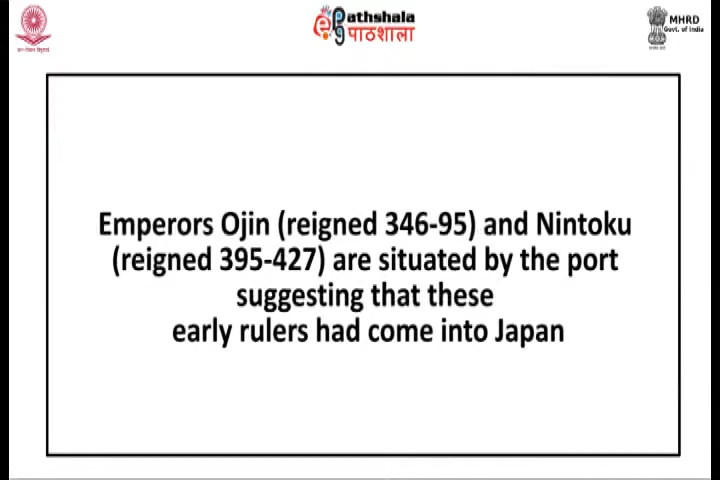 ePathshala
पाठशाला
MHRD
Govt. of India
Emperors Ojin (reigned 346-95) and Nintoku
(reigned 395-427) are situated by the port
suggesting that these
early rulers had come into Japan